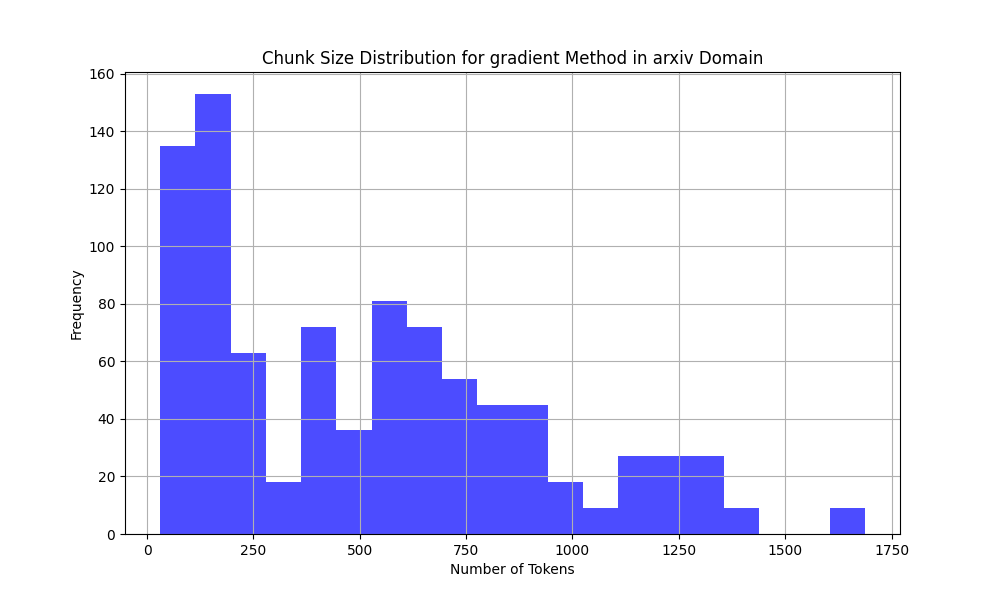 Chunk Size Distribution for gradient Method in arxiv Domain
160
140
120
100
80
60
40
20
0
Frequency
0 250 500 750 1000 1250 1500 1750
Number of Tokens